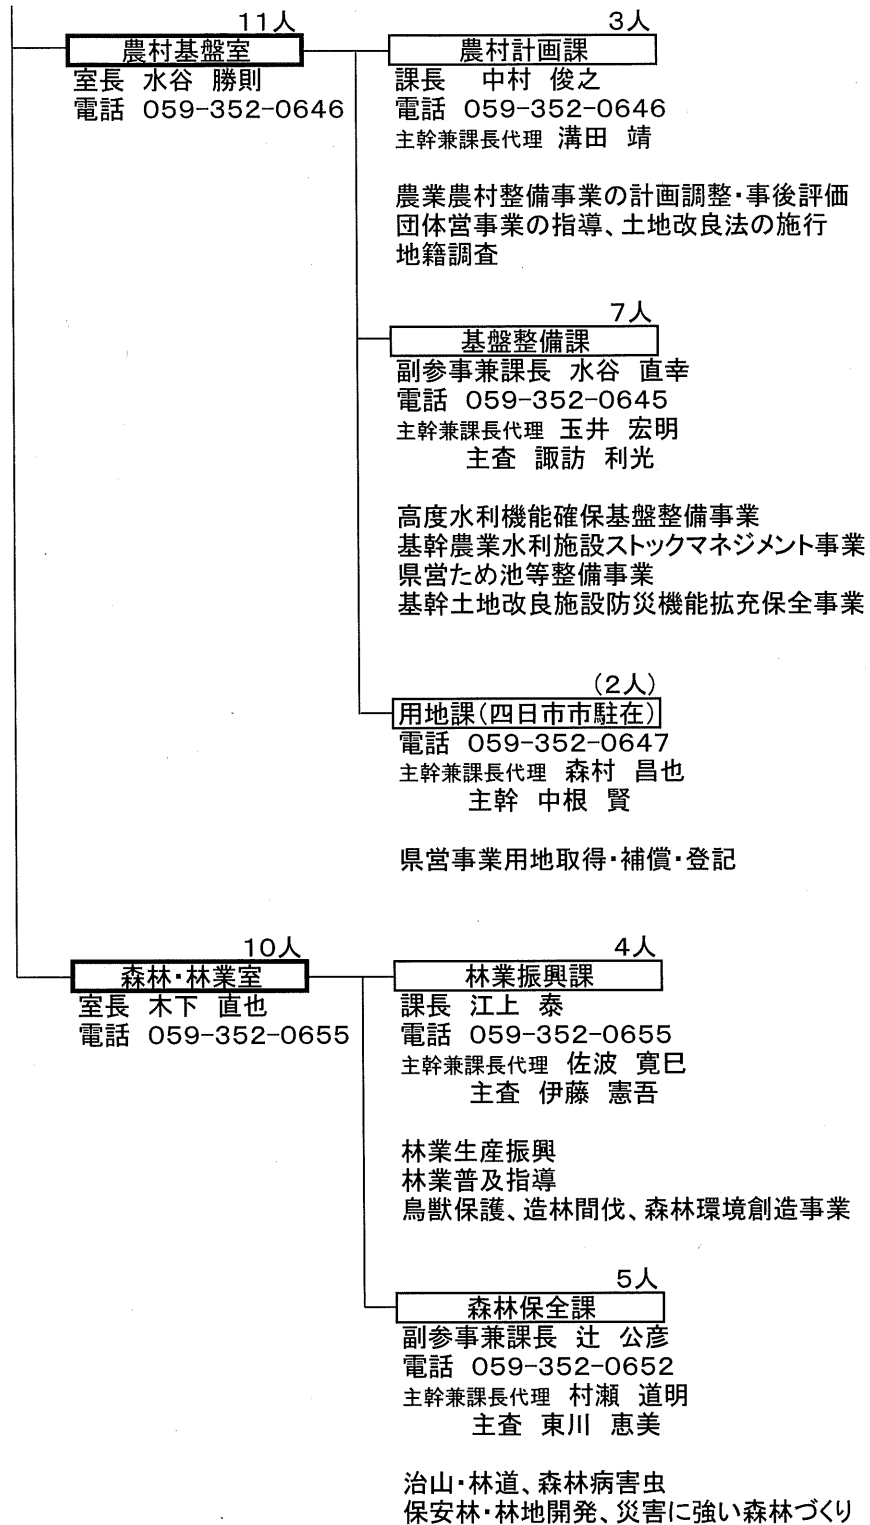 11人
農村基盤室
室長 水谷 勝則
電話 059-352-0646
3人
農村計画課
課長 中村 俊之
電話 059-352-0646
主幹兼課長代理 溝田 靖
農業農村整備事業の計画調整・事後評価
団体営事業の指導、土地改良法の施行
地籍調査
7人
基盤整備課
副参事兼課長 水谷 直幸
電話 059-352-0645
主幹兼課長代理 玉井 宏明
主査 諏訪 利光
高度水利機能確保基盤整備事業
基幹農業水利施設ストックマネジメント事業
県営ため池等整備事業
基幹土地改良施設防災機能拡充保全事業
(2人)
用地課(四日市市駐在)
電話 059-352-0647
主幹兼課長代理 森村 昌也
主幹 中根 賢
県営事業用地取得・補償・登記
10人
森林・林業室
室長 木下 直也
電話 059-352-0655
4人
林業振興課
課長 江上 泰
電話 059-352-0655
主幹兼課長代理 佐波 寛巳
主査 伊藤 憲吾
林業生産振興
林業普及指導
鳥獣保護、造林間伐、森林環境創造事業
5人
森林保全課
副参事兼課長 辻 公彦
電話 059-352-0652
主幹兼課長代理 村瀬 道明
主査 東川 恵美
治山・林道、森林病害虫
保安林・林地開発、災害に強い森林づくり